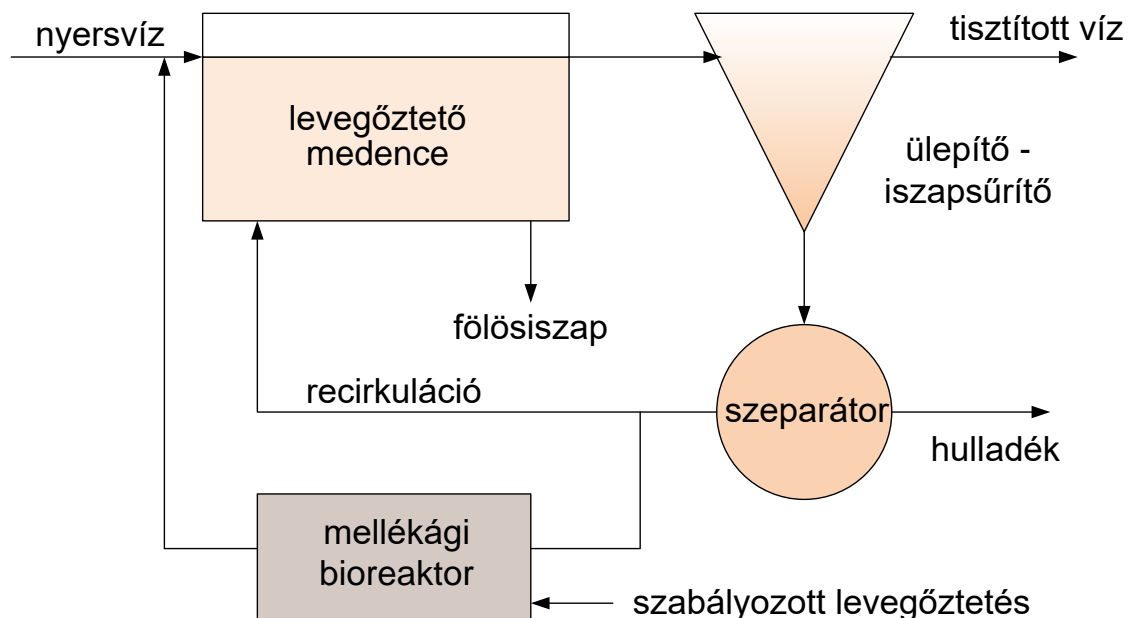 nyersvíz
tisztított víz
levegőztető
medence
ülepítő -
iszapsűrítő
fölösiszap
recirkuláció
szeparátor
hulladék
mellékági
bioreaktor
szabályozott levegőztetés